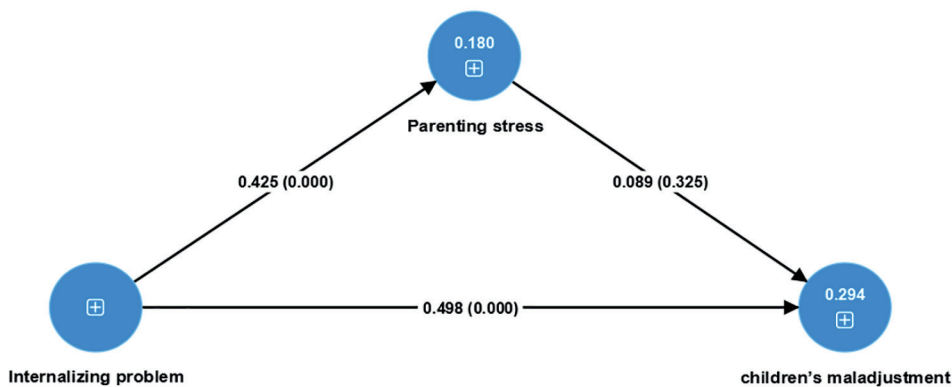 0.180
Parenting stress
0.425 (0.000)
0.089 (0.325)
0.294
0.498 (0.000)
Internalizing problem
children's maladjustment